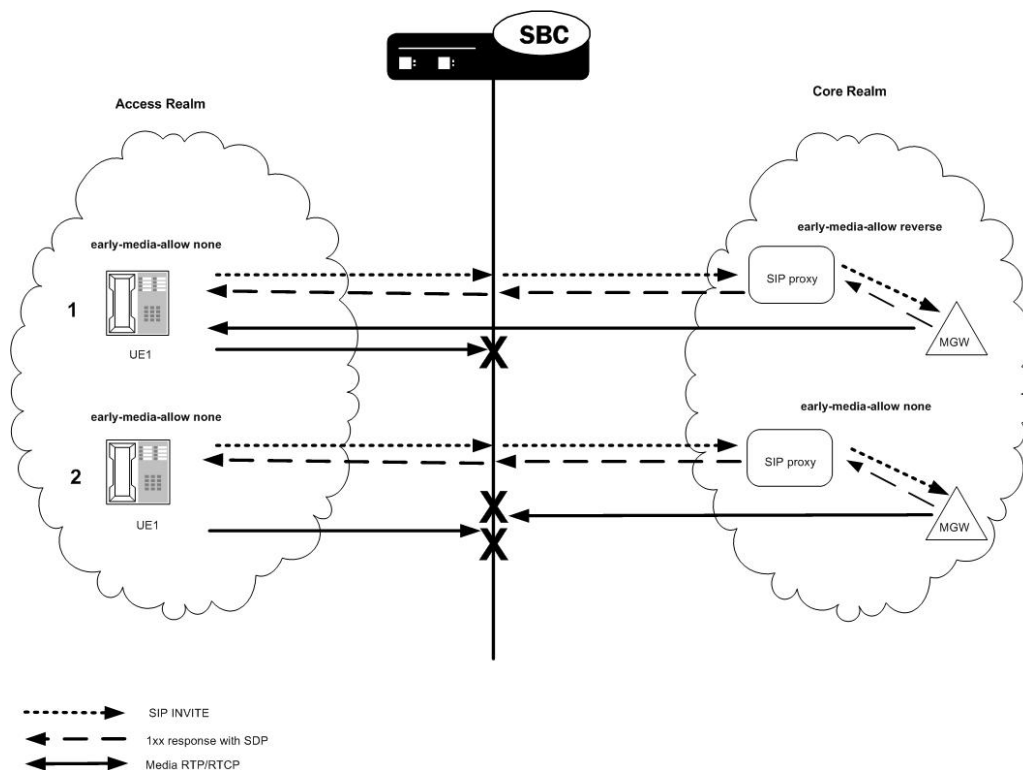 SBC
Access Realm
Core Realm
early-media-allow none
early-media-allow reverse
SIP proxy
1
MGW
UE1
early-media-allow none
early-media-allow none
SIP proxy
2
MGW
UE1
SIP INVITE
1xx response with SDP
Media RTP/RTCP